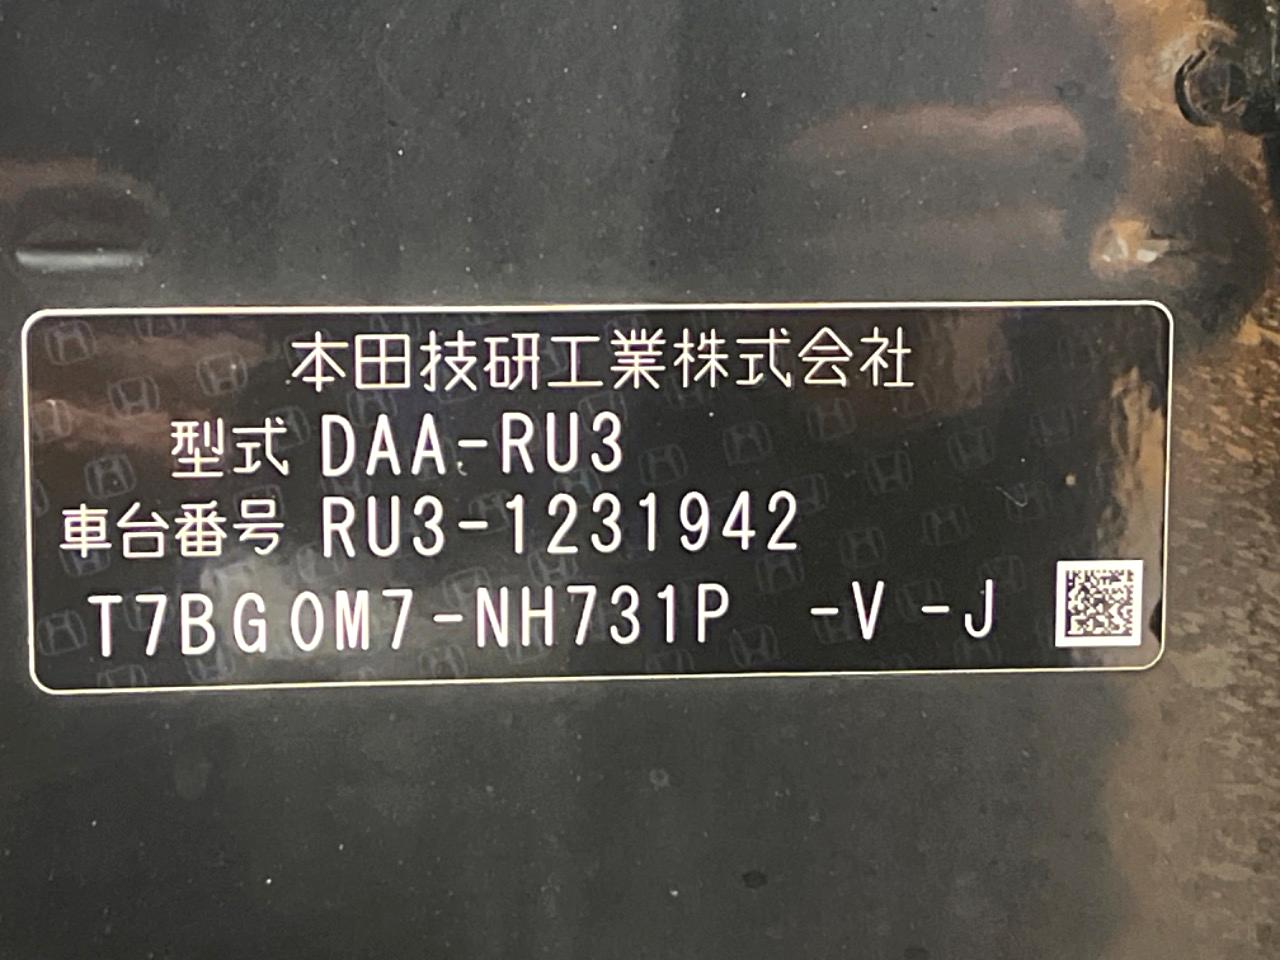 本田技研工業株式会社
型式 DAA-RU3
車台番号 RU3-1231942
T7BG0M7-NH731P -V -J